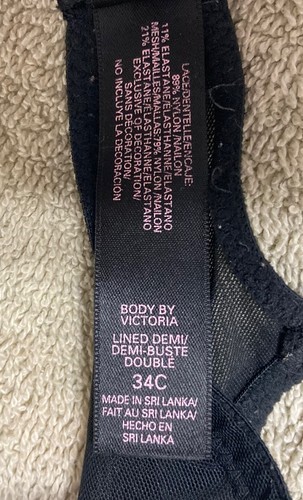 LACE/DENTELLE/ENCAJE:
89% NYLON/NAILON
11% ELASTANE/ELASTHANNE/ELASTANO
MESH/MAILLES/MALLAS:79% NYLON/NAILON
21% ELASTANE/ELASTHANNE/ELASTANO
EXCLUSIVE OF DECORATION/
SANS DÉCORATION/
NO INCLUYE LA DECORACIÓN
BODY BY
VICTORIA
LINED DEMI/
DEMI-BUSTE
DOUBLÉ
34C
MADE IN SRI LANKA/
FAIT AU SRI LANKA/
HECHO EN
SRI LANKA